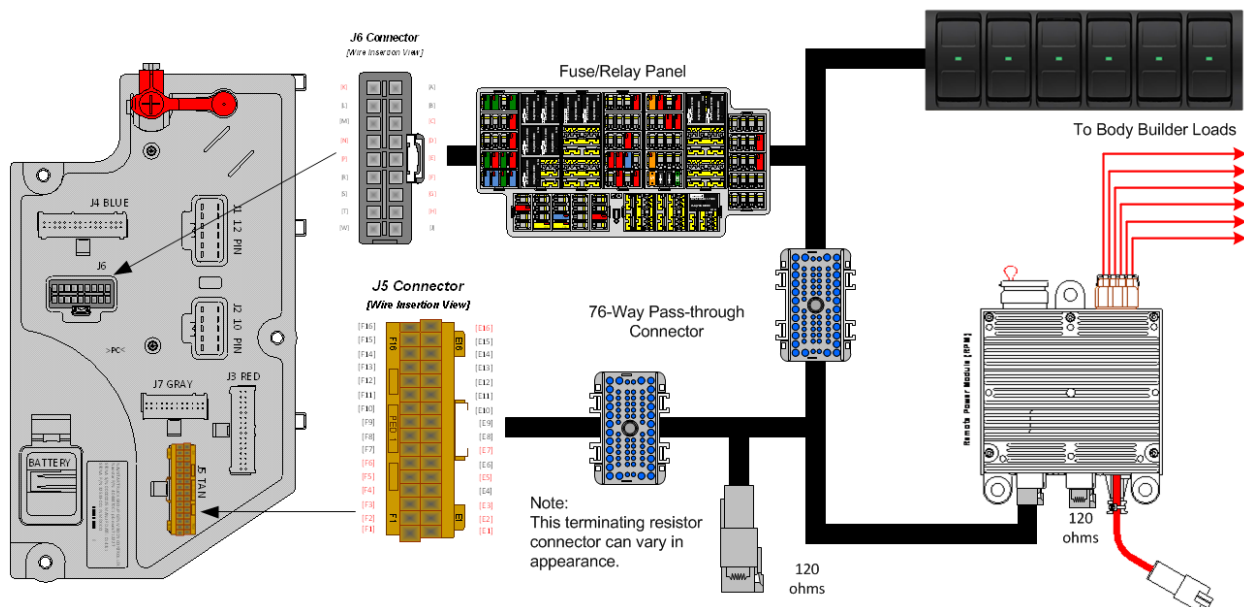 J6 Connector
[Wire Insertion View]
[K]
[L]
[M]
[N]
[P]
[R]
[S]
[T]
[W]
[A]
[B]
[C]
[D]
[E]
[F]
[G]
[H]
[J]
Fuse/Relay Panel
To Body Builder Loads
J4 BLUE
J1 12 PIN
J6
J2 10 PIN
>PC<
J7 GRAY
J3 RED
BATTERY
J5 TAN
J5 Connector
[Wire Insertion View]
[F16]
[F15]
[F14]
[F13]
[F12]
[F11]
[F10]
[F9]
[F8]
[F7]
[F6]
[F5]
[F4]
[F3]
[F2]
[F1]
F16
E16
PED 1
F1
E1
[E16]
[E15]
[E14]
[E13]
[E12]
[E11]
[E10]
[E9]
[E8]
[E7]
[E6]
[E5]
[E4]
[E3]
[E2]
[E1]
76-Way Pass-through
Connector
Note:
This terminating resistor
connector can vary in
appearance.
120
ohms
Remote Power Module [RPM]
120
ohms